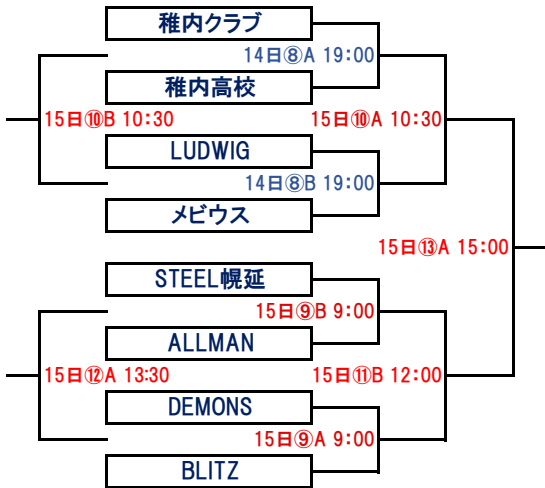 稚内クラブ
14日⑧A 19:00
稚内高校
15日⑩B 10:30
15日⑩A 10:30
LUDWIG
14日⑧B 19:00
メビウス
15日⑬A 15:00
STEEL幌延
15日⑨B 9:00
ALLMAN
15日⑫A 13:30
15日⑪B 12:00
DEMONS
15日⑨A 9:00
BLITZ